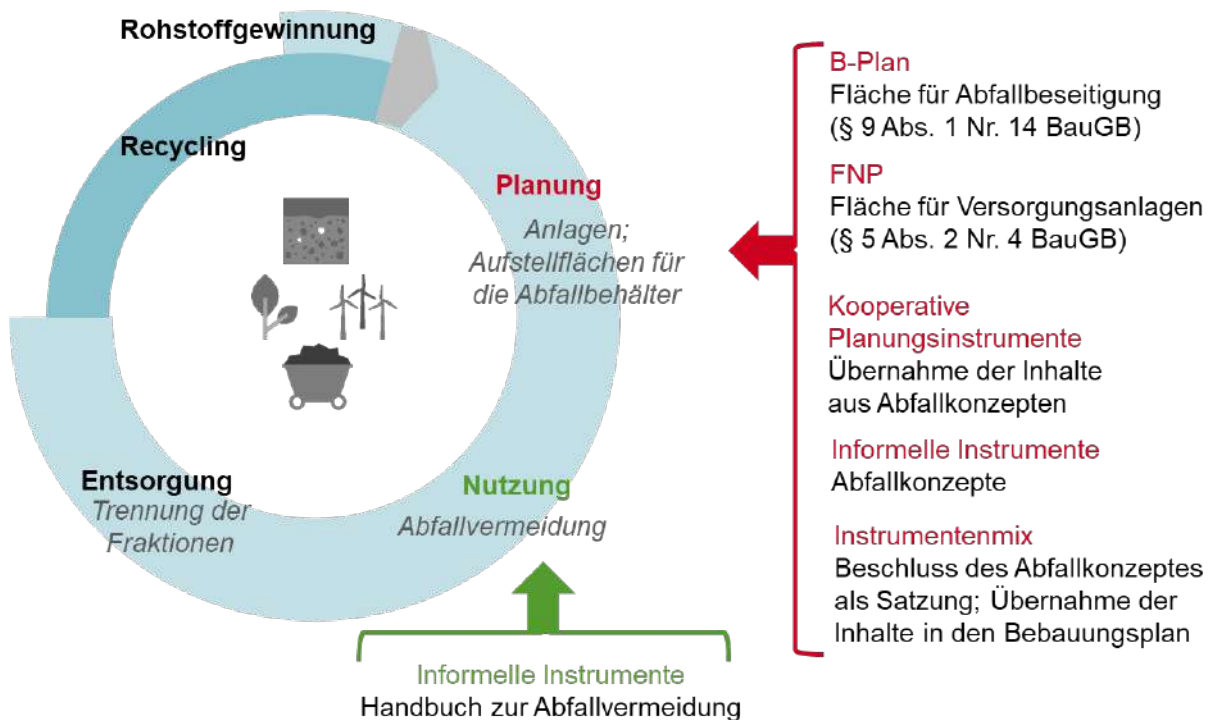 Rohstoffgewinnung
Recycling
Planung
Anlagen;
Aufstellflächen für
die Abfallbehälter
Nutzung
Abfallvermeidung
Entsorgung
Trennung der
Fraktionen
B-Plan
Fläche für Abfallbeseitigung
(§ 9 Abs. 1 Nr. 14 BauGB)
FNP
Fläche für Versorgungsanlagen
(§ 5 Abs. 2 Nr. 4 BauGB)
Kooperative
Planungsinstrumente
Übernahme der Inhalte
aus Abfallkonzepten
Informelle Instrumente
Abfallkonzepte
Instrumentenmix
Beschluss des Abfallkonzeptes
als Satzung; Übernahme der
Inhalte in den Bebauungsplan
Informelle Instrumente
Handbuch zur Abfallvermeidung